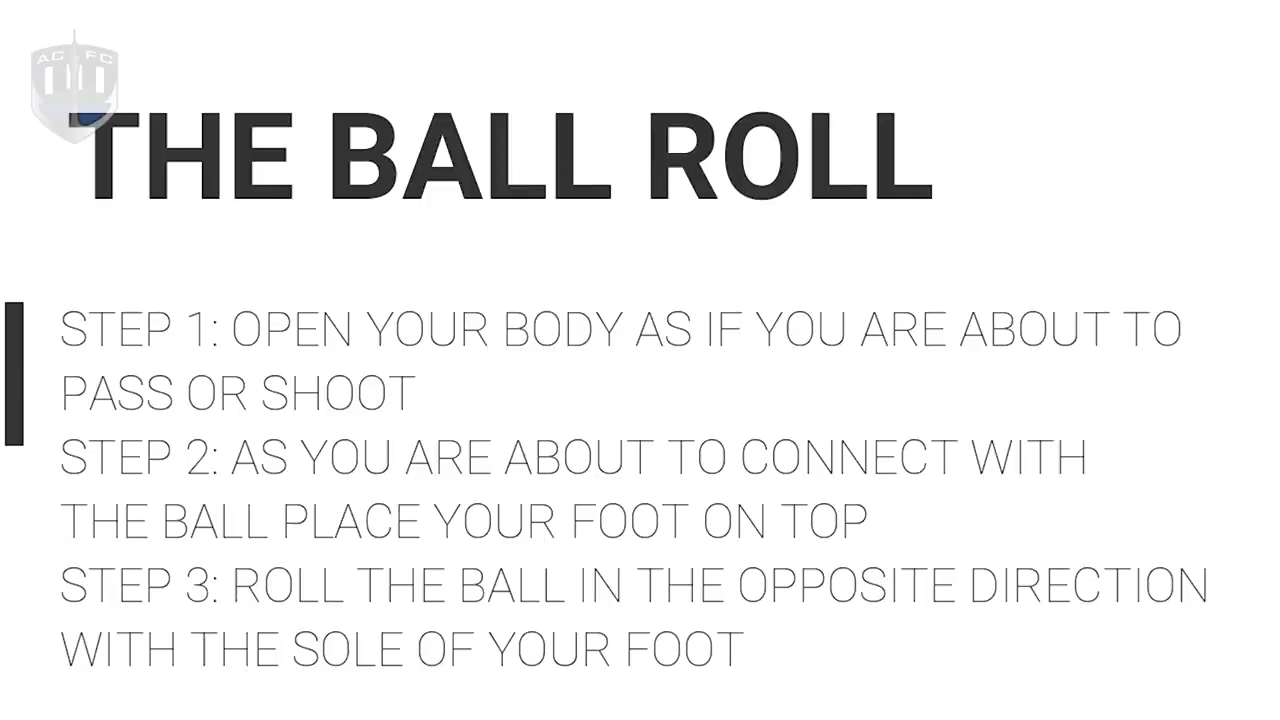 AC FC
THE BALL ROLL
STEP 1: OPEN YOUR BODY AS IF YOU ARE ABOUT TO
PASS OR SHOOT
STEP 2: AS YOU ARE ABOUT TO CONNECT WITH
THE BALL PLACE YOUR FOOT ON TOP
STEP 3: ROLL THE BALL IN THE OPPOSITE DIRECTION
WITH THE SOLE OF YOUR FOOT